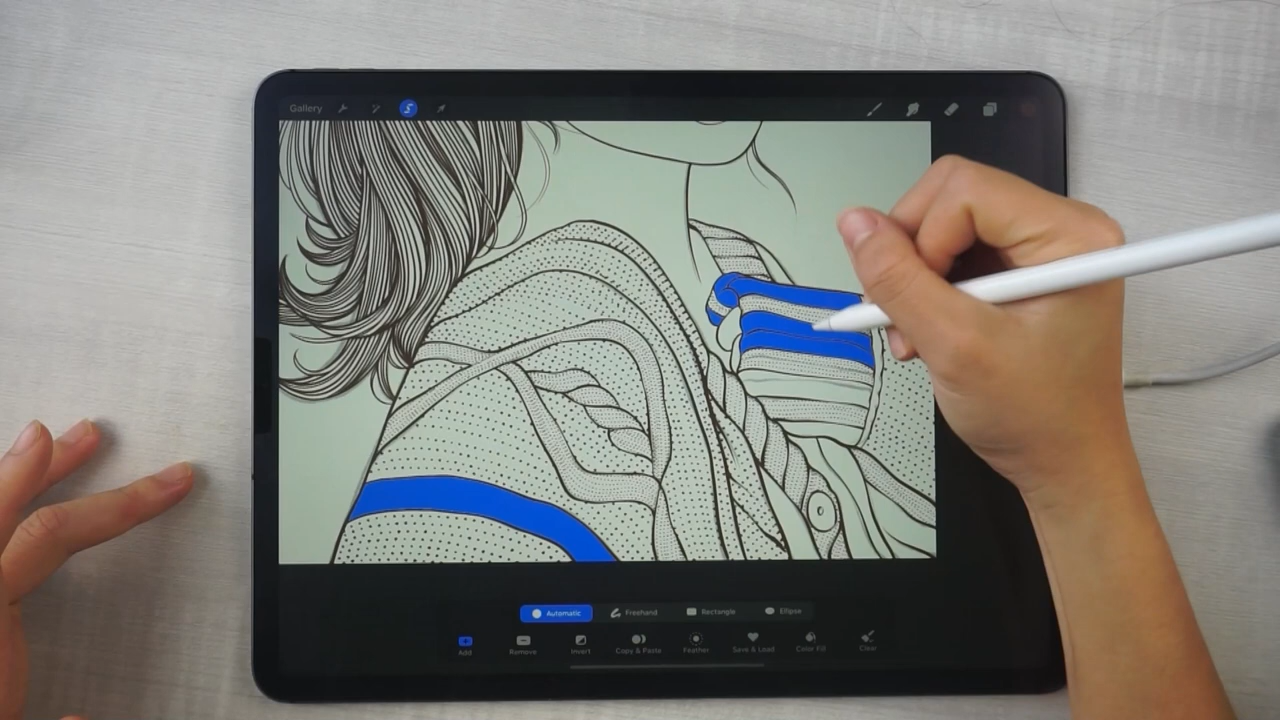 Gallery
Automatic Freehand Rectangle Ellipse
Add Remove Invert Copy & Paste Feather Save & Load Color Fill Clear